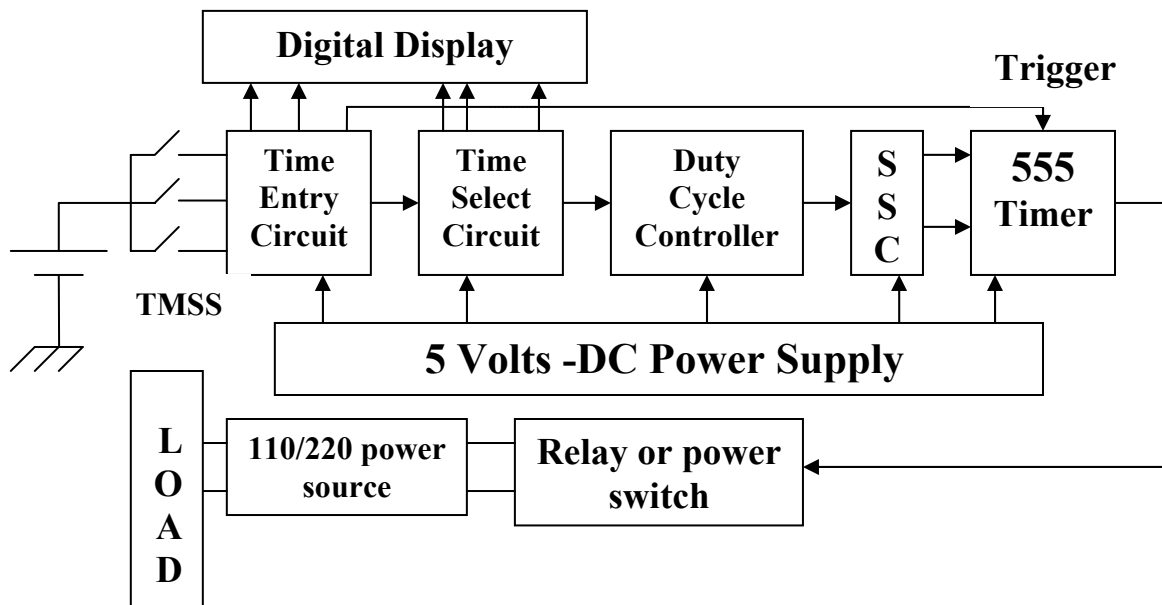 Digital Display
Trigger
Time
Entry
Circuit
Time
Select
Circuit
Duty
Cycle
Controller
S
S
C
555
Timer
TMSS
5 Volts -DC Power Supply
L
O
A
D
110/220 power
source
Relay or power
switch